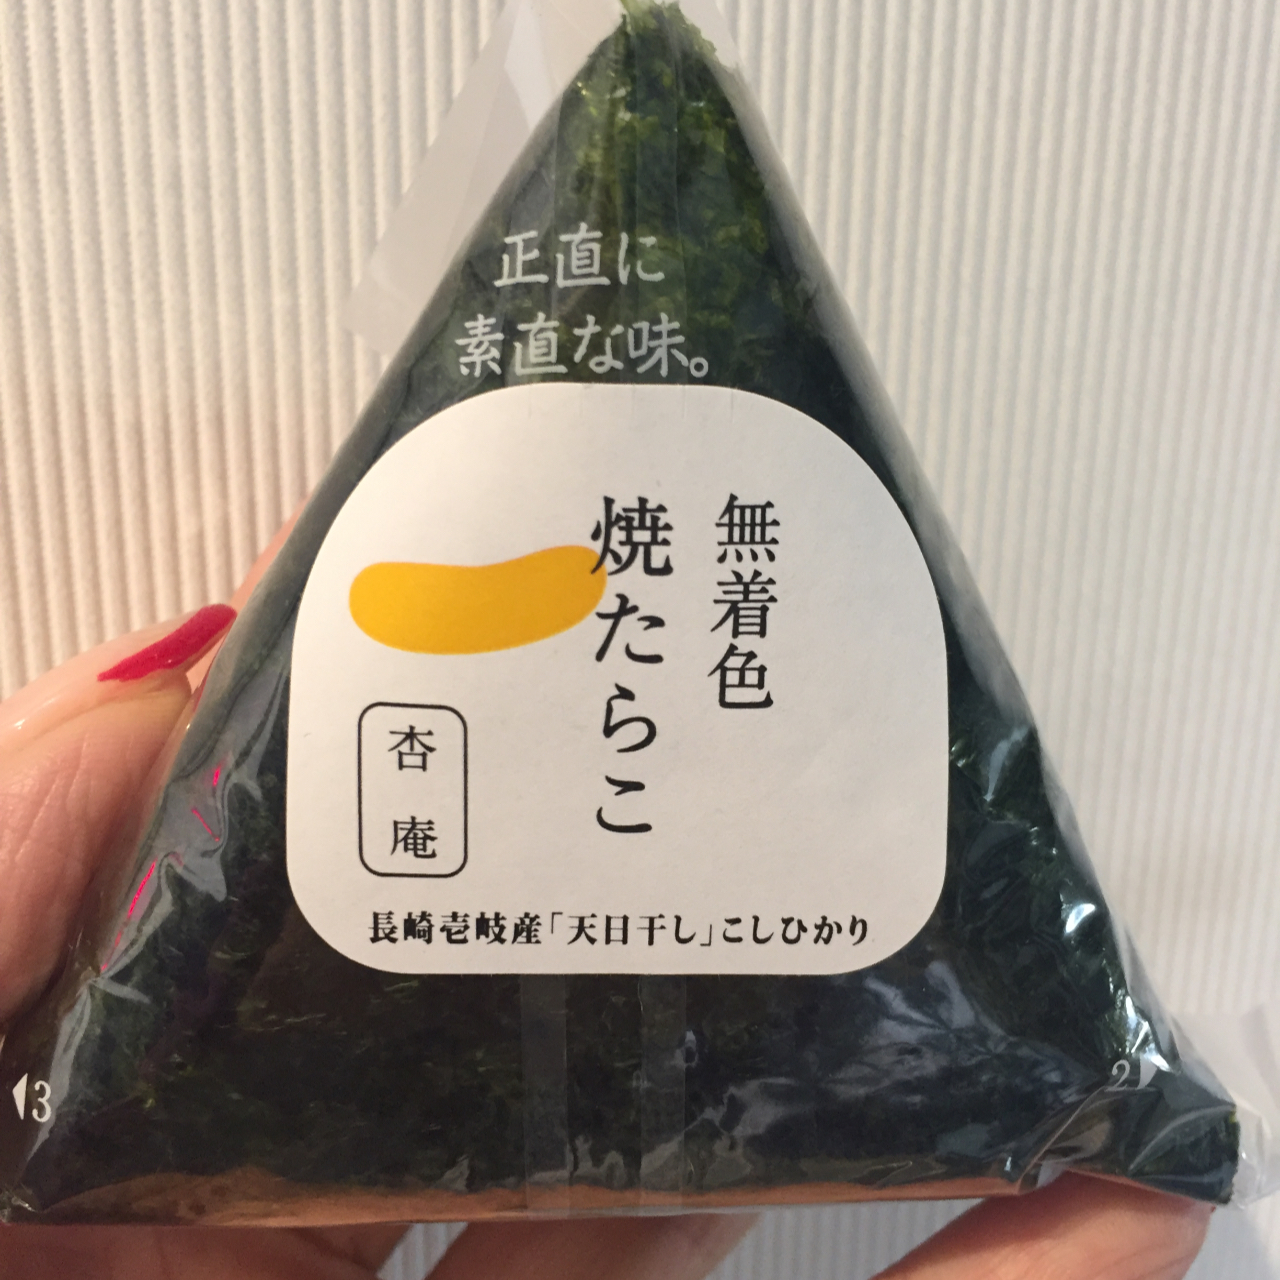 正直に
素直な味。
無着色
焼たらこ
杏庵
長崎壱岐産「天日干し」こしひかり
3
2